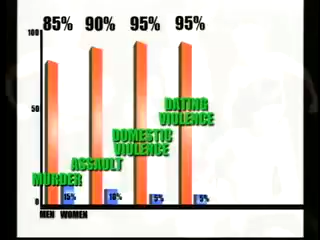 85% 90% 95% 95%
100
50
0
DATING
VIOLENCE
DOMESTIC
VIOLENCE
ASSAULT
MURDER
15% 10% 5% 5%
MEN WOMEN